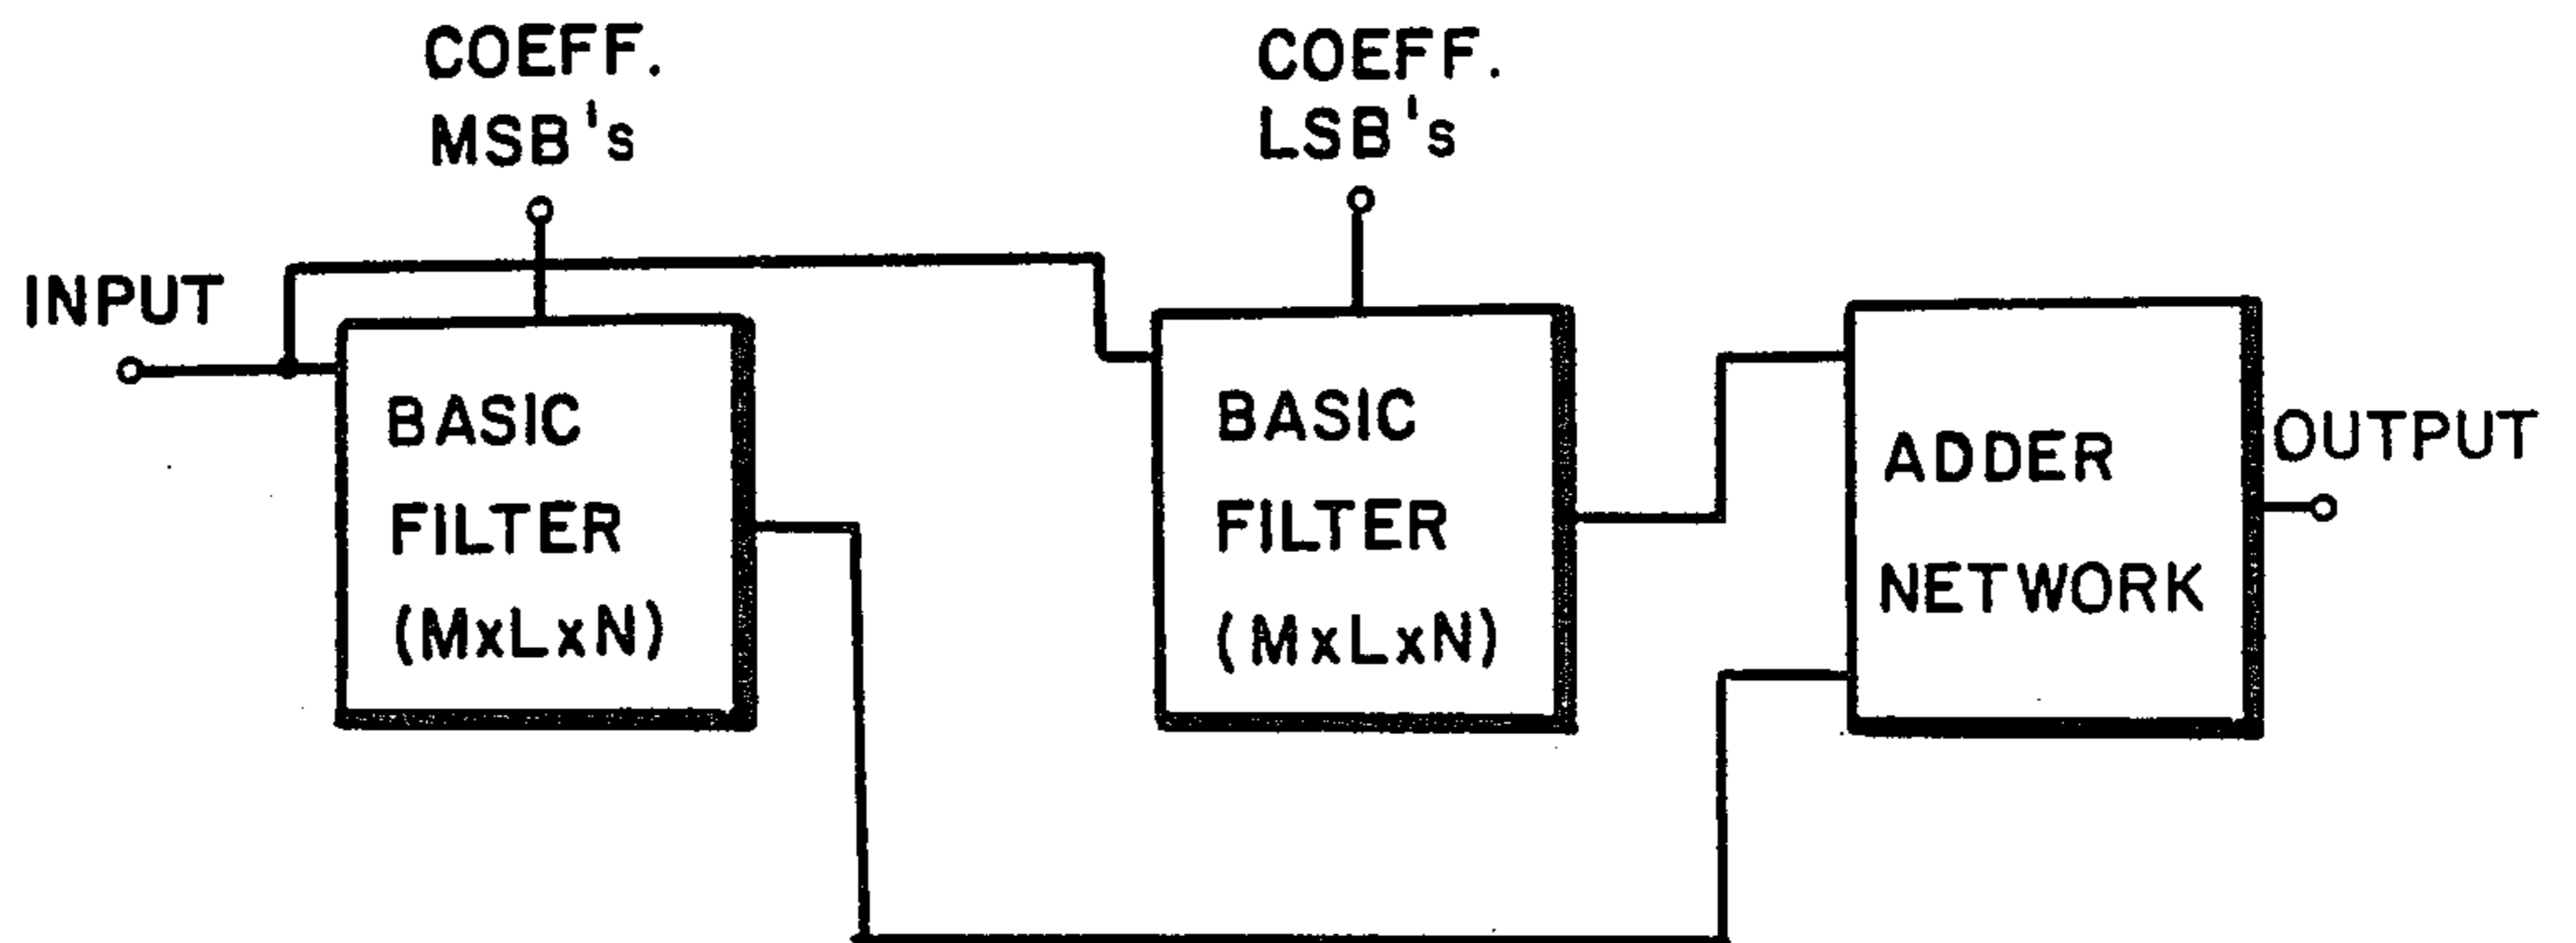 COEFF.
MSB's
COEFF.
LSB's
INPUT
BASIC
FILTER
(MxLxN)
BASIC
FILTER
(MxLxN)
ADDER
NETWORK
OUTPUT